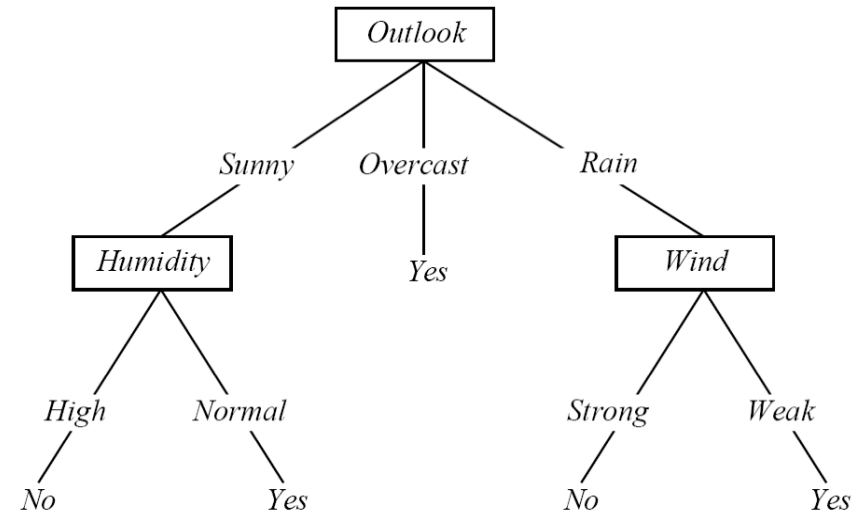 Outlook
Sunny Overcast Rain
Humidity Yes Wind
High Normal Strong Weak
No Yes No Yes